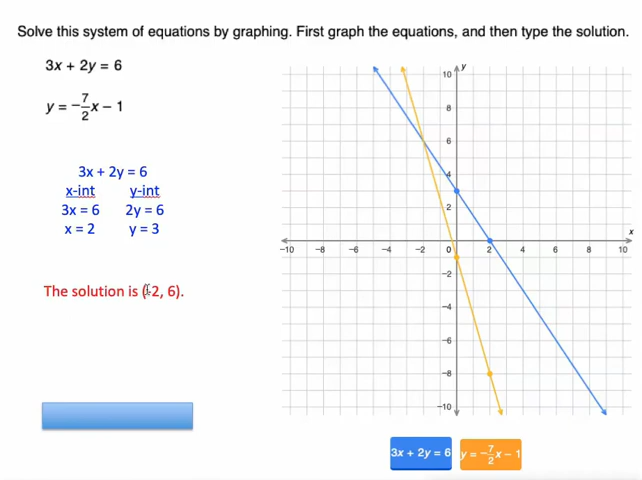 Solve this system of equations by graphing. First graph the equations, and then type the solution.
3x + 2y = 6
y = −7/2x − 1
3x + 2y = 6
x-int y-int
3x = 6 2y = 6
x = 2 y = 3
The solution is (-2, 6).
y
10
8
6
4
2
x
−10 −8 −6 −4 −2 0 2 4 6 8 10
−2
−4
−6
−8
−10
3x + 2y = 6 y = −7/2x − 1